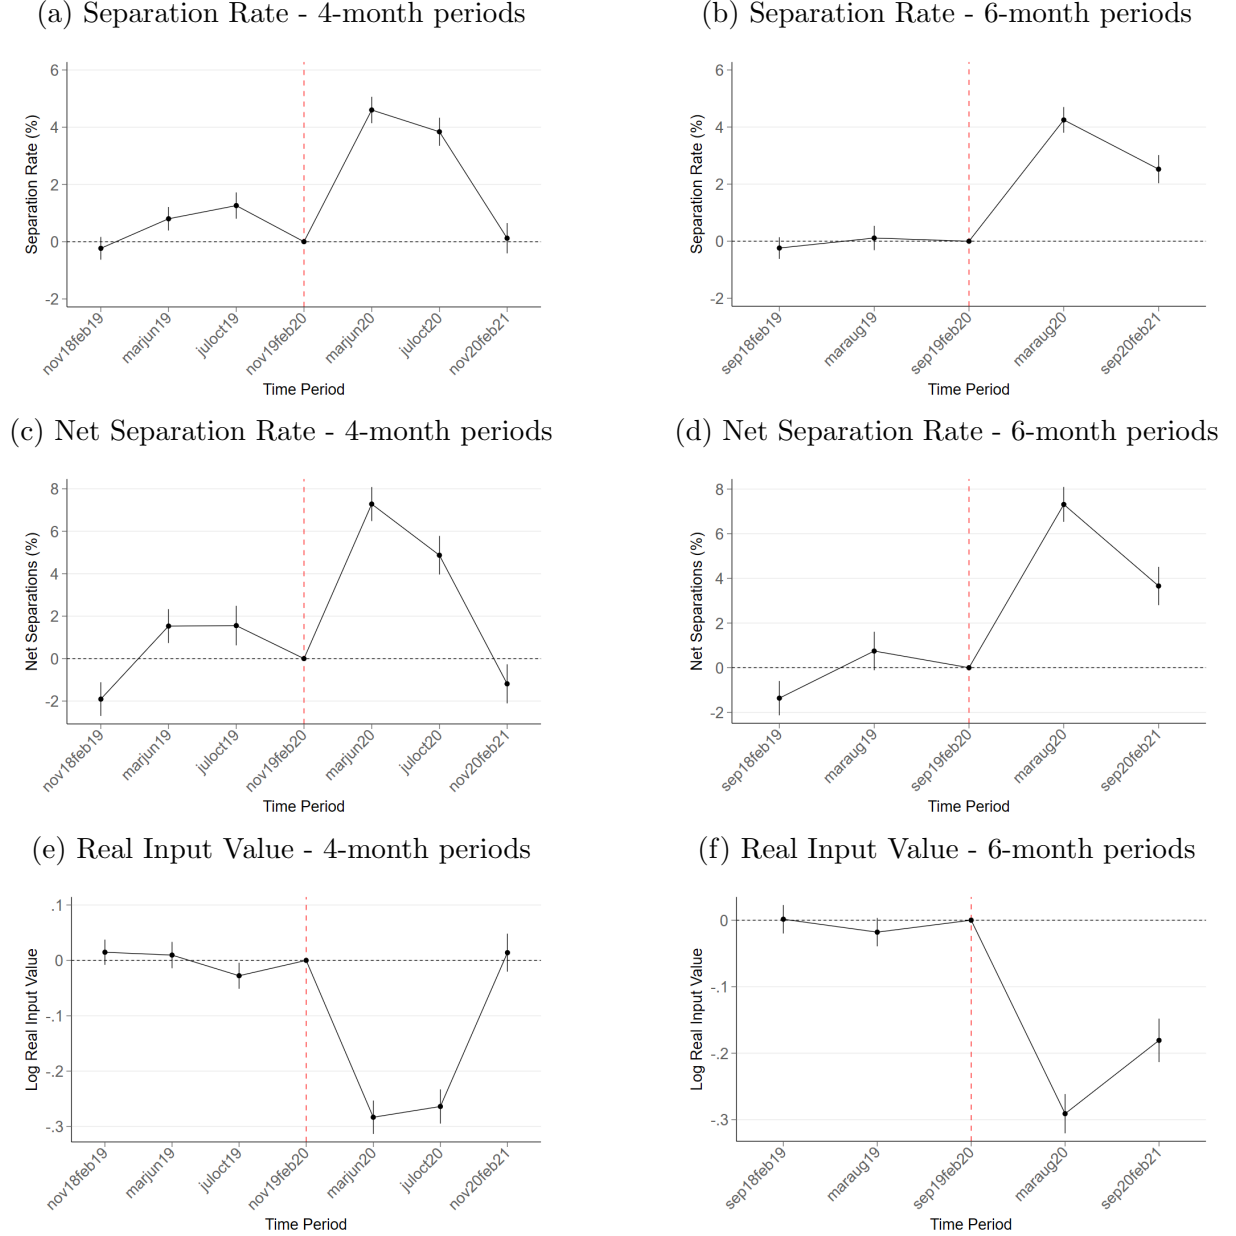 (a) Separation Rate - 4-month periods
6
4
2
0
-2
Separation Rate (%)
nov18feb19
marjun19
juloct19
nov19feb20
marjun20
juloct20
nov20feb21
Time Period
(b) Separation Rate - 6-month periods
6
4
2
0
-2
Separation Rate (%)
sep18feb19
maraug19
sep19feb20
maraug20
sep20feb21
Time Period
(c) Net Separation Rate - 4-month periods
8
6
4
2
0
-2
Net Separations (%)
nov18feb19
marjun19
juloct19
nov19feb20
marjun20
juloct20
nov20feb21
Time Period
(d) Net Separation Rate - 6-month periods
8
6
4
2
0
-2
Net Separations (%)
sep18feb19
maraug19
sep19feb20
maraug20
sep20feb21
Time Period
(e) Real Input Value - 4-month periods
.1
0
-.1
-.2
-.3
Log Real Input Value
nov18feb19
marjun19
juloct19
nov19feb20
marjun20
juloct20
nov20feb21
Time Period
(f) Real Input Value - 6-month periods
0
-.1
-.2
-.3
Log Real Input Value
sep18feb19
maraug19
sep19feb20
maraug20
sep20feb21
Time Period